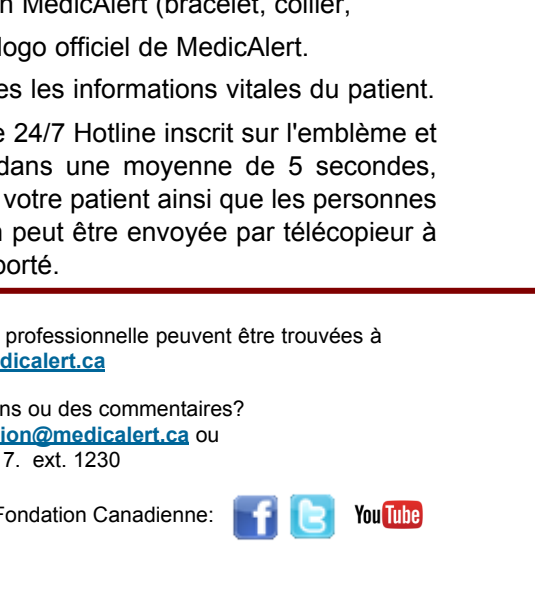 MedicAlert (bracelet, collier,
logo officiel de MedicAlert.
les informations vitales du patient.
24/7 Hotline inscrit sur l'emblème et
dans une moyenne de 5 secondes,
votre patient ainsi que les personnes
peut être envoyée par télécopieur à
porté.
professionnelle peuvent être trouvées à
dicalert.ca
ns ou des commentaires?
ion@medicalert.ca ou
7. ext. 1230
Fondation Canadienne: f t YouTube